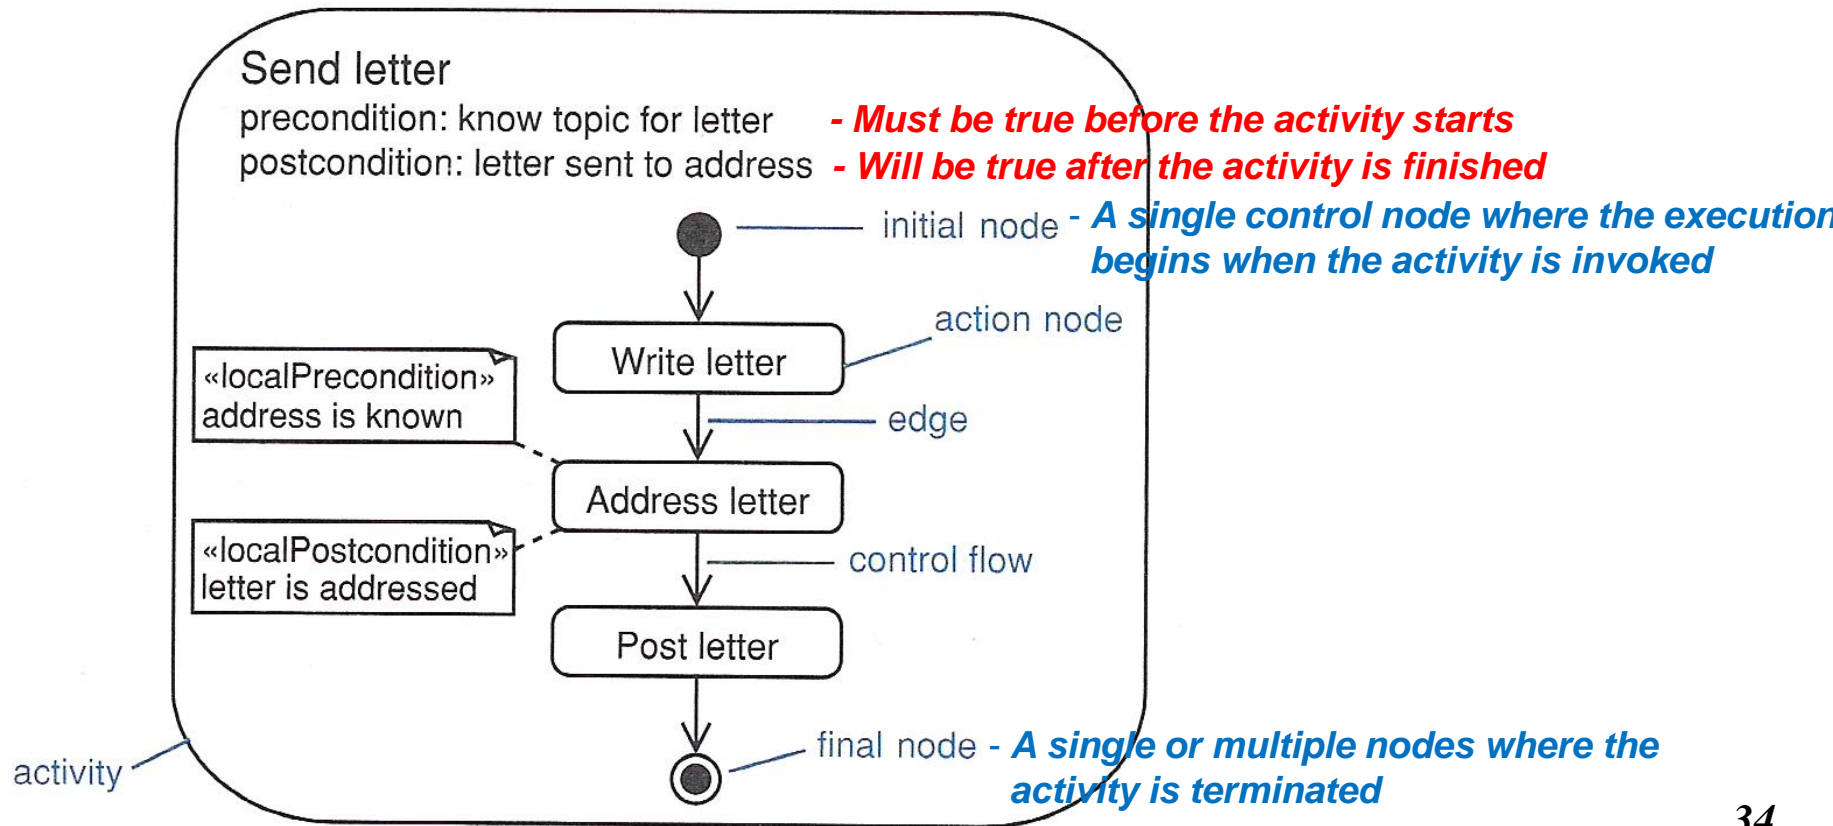 Send letter
precondition: know topic for letter - Must be true before the activity starts
postcondition: letter sent to address - Will be true after the activity is finished
initial node - A single control node where the execution
begins when the activity is invoked
action node
Write letter
«localPrecondition»
address is known
edge
Address letter
«localPostcondition»
letter is addressed
control flow
Post letter
final node - A single or multiple nodes where the
activity is terminated
activity
34